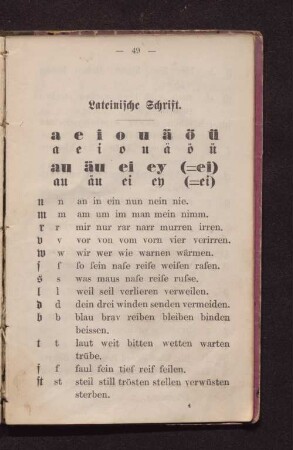 — 49 —
Lateinische Schrift.
a e i o u ä ö ü
a e i o u ä ö ü
au äu ei ey (=ei)
au äu ei ey (=ei)
n n an in ein nun nein nie.
m m am um im man mein nimm.
r r mir nur rar narr murren irren.
v v vor von vom vorn vier verirren.
w w wir wer wie warnen wärmen.
ſ ſ ſo ſein naſe reiſe weiſen raſen.
s s was maus naſe reiſe
l l weil seil verlieren verweilen.
d d dein drei winden senden vermeiden.
b b blau brav reiben bleiben binden
beissen.
t t laut weit bitten wetten warten
trübe.
f f faul fein tief reif feilen.
ſt st steil still trösten stellen verwüsten
sterben.
4